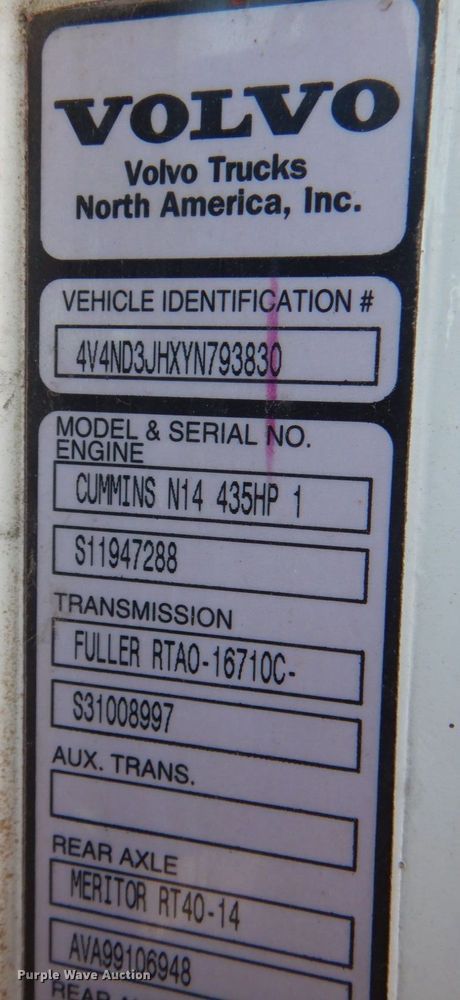 VOLVO
Volvo Trucks
North America, Inc.
VEHICLE IDENTIFICATION #
4V4ND3JHXYN793830
MODEL & SERIAL NO.
ENGINE
CUMMINS N14 435HP 1
S11947288
TRANSMISSION
FULLER RTAO-16710C-
S31008997
AUX. TRANS.
REAR AXLE
MERITOR RT40-14
AVA99106948
Purple Wave Auction
REAR